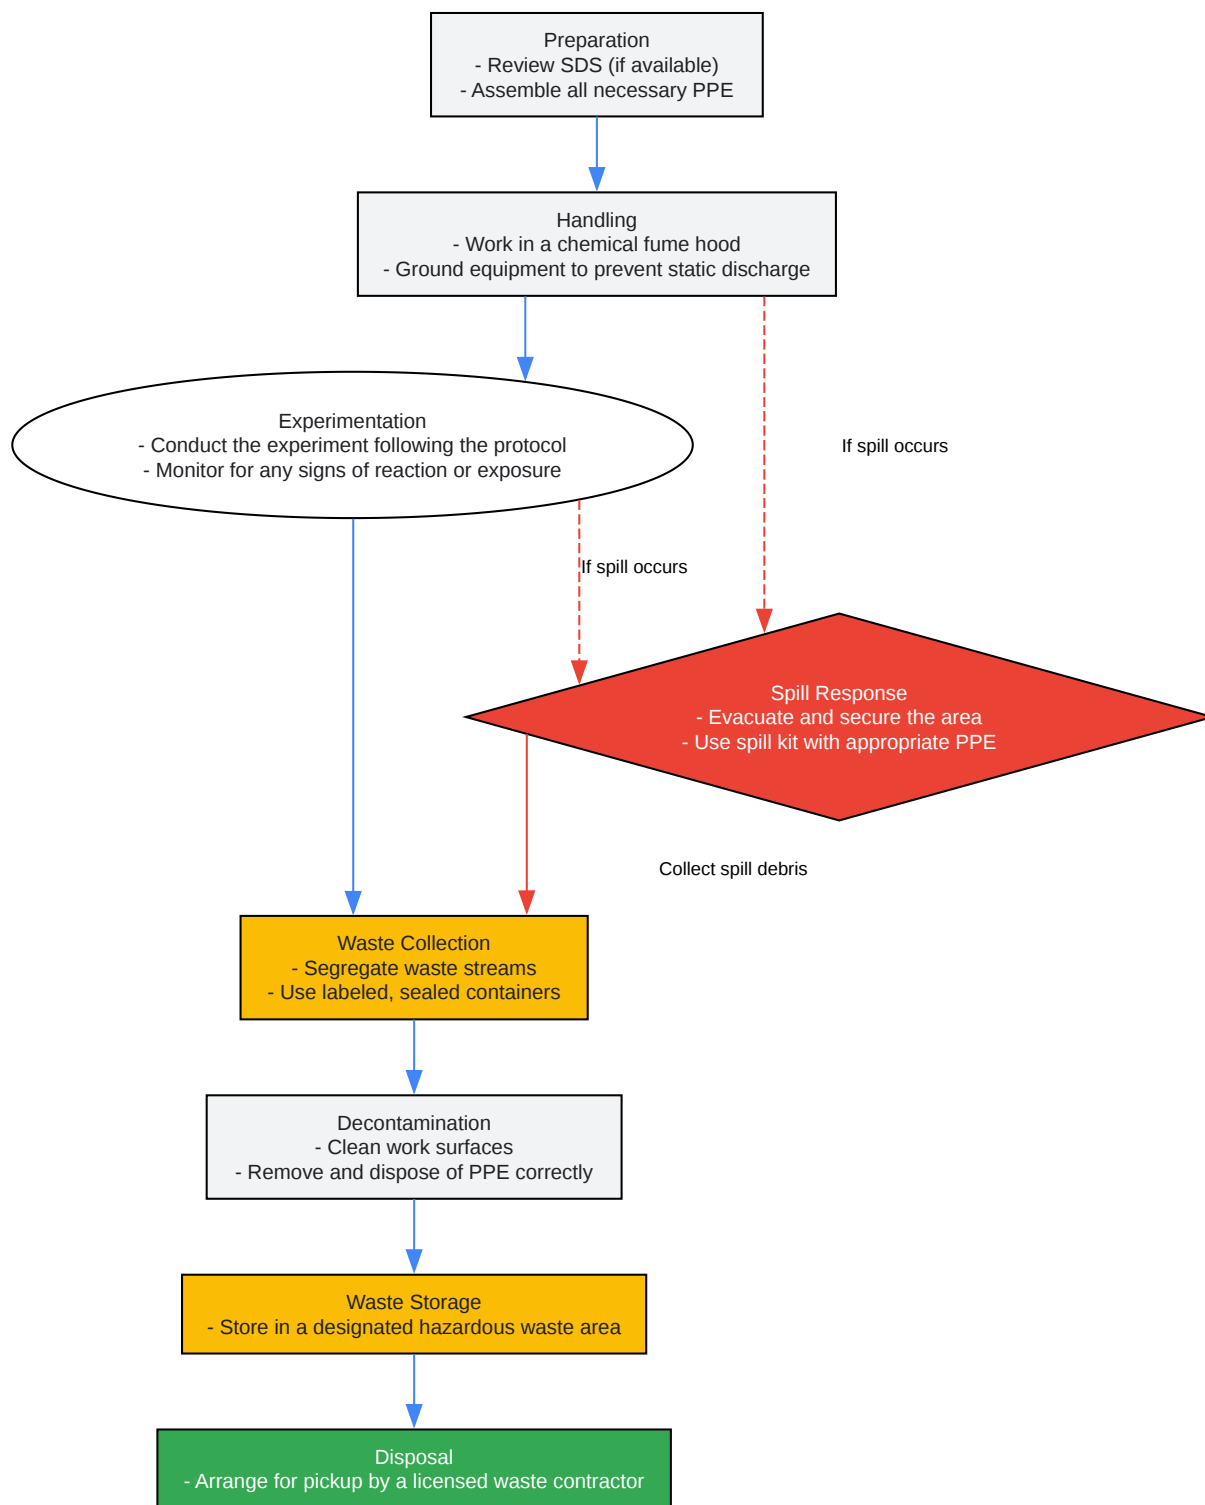 Preparation
- Review SDS (if available)
- Assemble all necessary PPE
Handling
- Work in a chemical fume hood
- Ground equipment to prevent static discharge
Experimentation
- Conduct the experiment following the protocol
- Monitor for any signs of reaction or exposure
If spill occurs
If spill occurs
Spill Response
- Evacuate and secure the area
- Use spill kit with appropriate PPE
Collect spill debris
Waste Collection
- Segregate waste streams
- Use labeled, sealed containers
Decontamination
- Clean work surfaces
- Remove and dispose of PPE correctly
Waste Storage
- Store in a designated hazardous waste area
Disposal
- Arrange for pickup by a licensed waste contractor